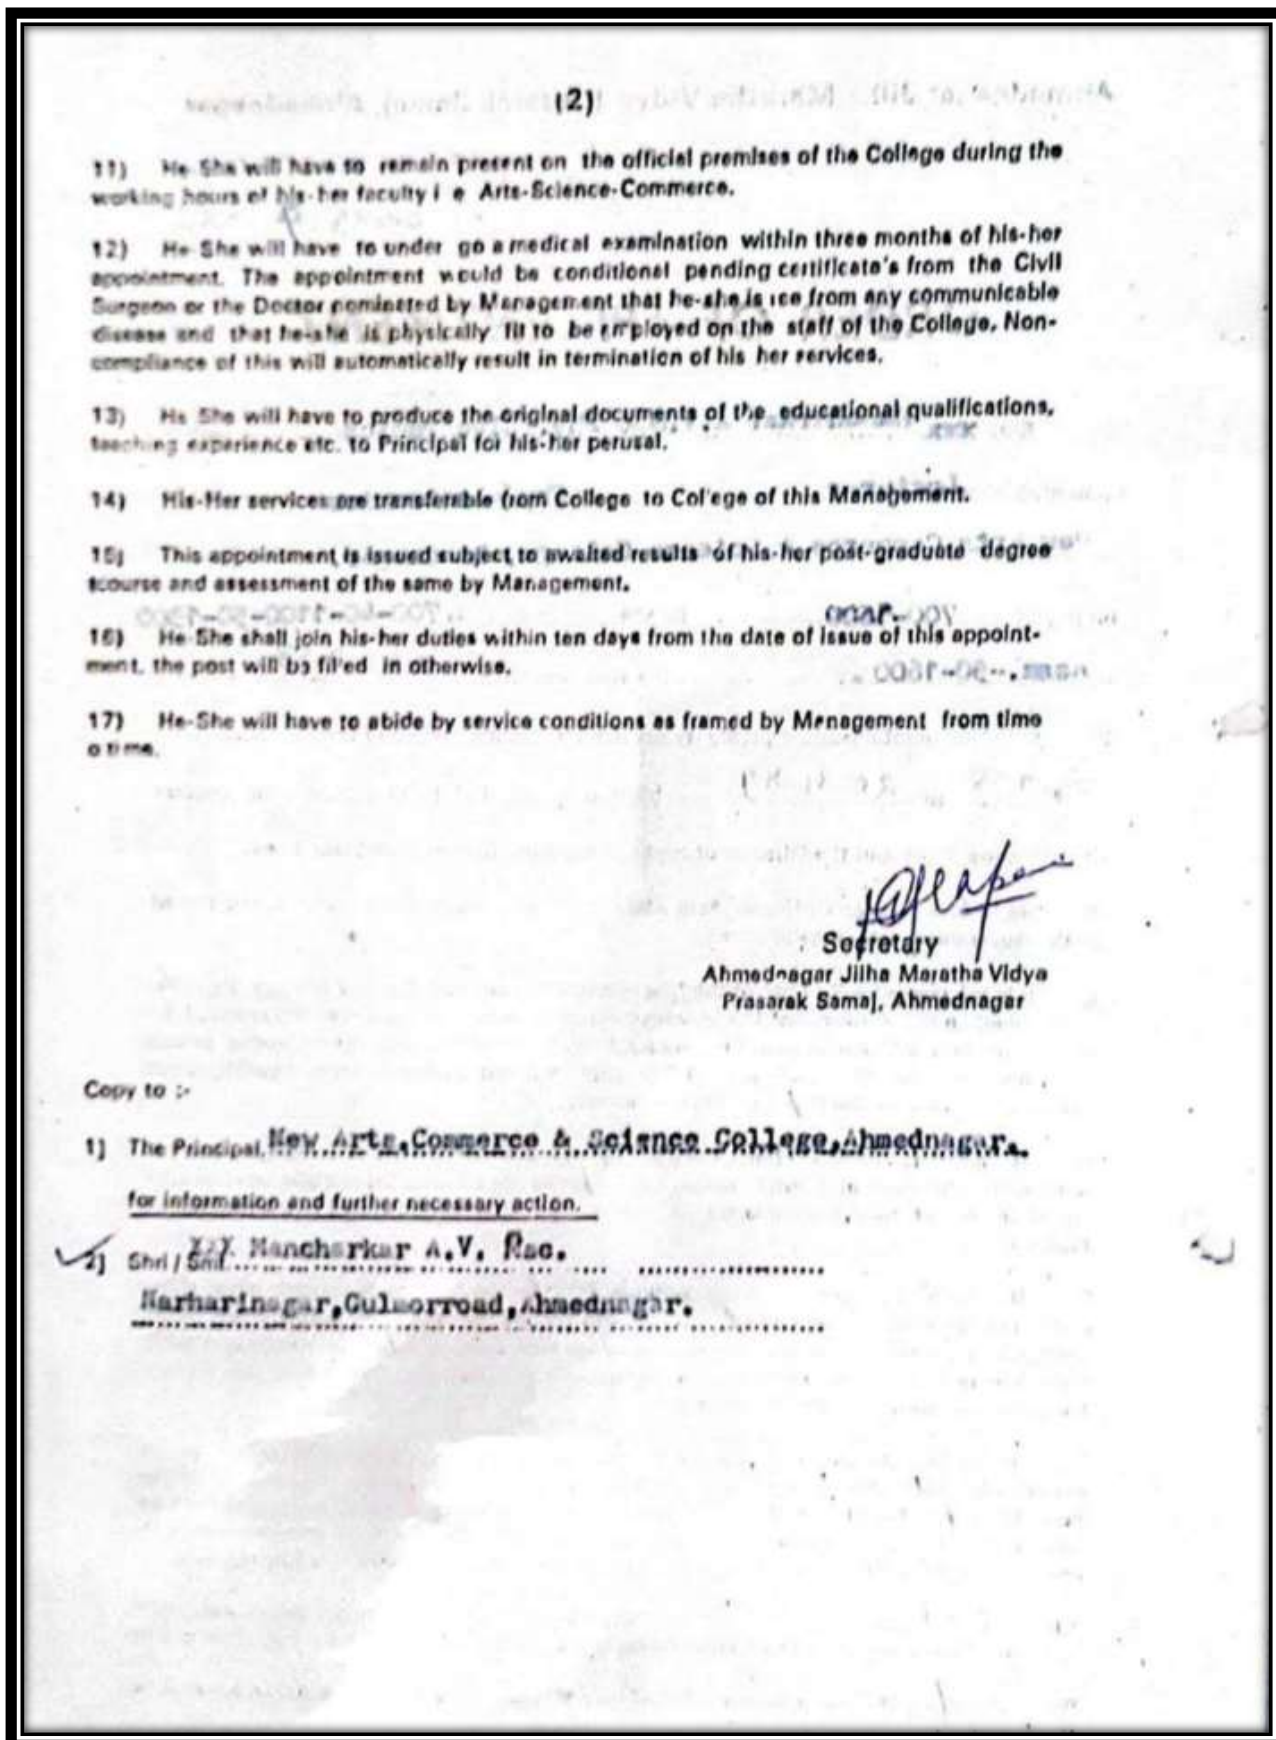 (2)
11) He She will have to remain present on the official premises of the College during the
working hours of his-her faculty i e Arts-Science-Commerce.
12) He She will have to under go a medical examination within three months of his-her
appointment. The appointment would be conditional pending certificate's from the Civil
Surgeon or the Doctor nominated by Management that he-she is ree from any communicable
disease and that he-she is physically fit to be employed on the staff of the College. Non-
compliance of this will automatically result in termination of his her services.
13) He She will have to produce the original documents of the educational qualifications,
teaching experience etc. to Principal for his-her perusal.
14) His-Her services are transferable from College to Col'ege of this Management.
15) This appointment is issued subject to awaited results of his-her post-graduate degree
course and assessment of the same by Management.
16) He She shall join his-her duties within ten days from the date of issue of this appoint-
ment, the post will be fil'ed in otherwise.
17) He-She will have to abide by service conditions as framed by Management from time
o time.
Secretary
Ahmednagar Jilha Maratha Vidya
Prasarak Samaj, Ahmednagar
Copy to :-
1] The Principal, New Arts,Commerce & Science College,Ahmednagar.
for information and further necessary action.
2] Shri / Smt. Mancharkar A.V. Rao.
Narharinagar,Gulmorroad,Ahmednagar.